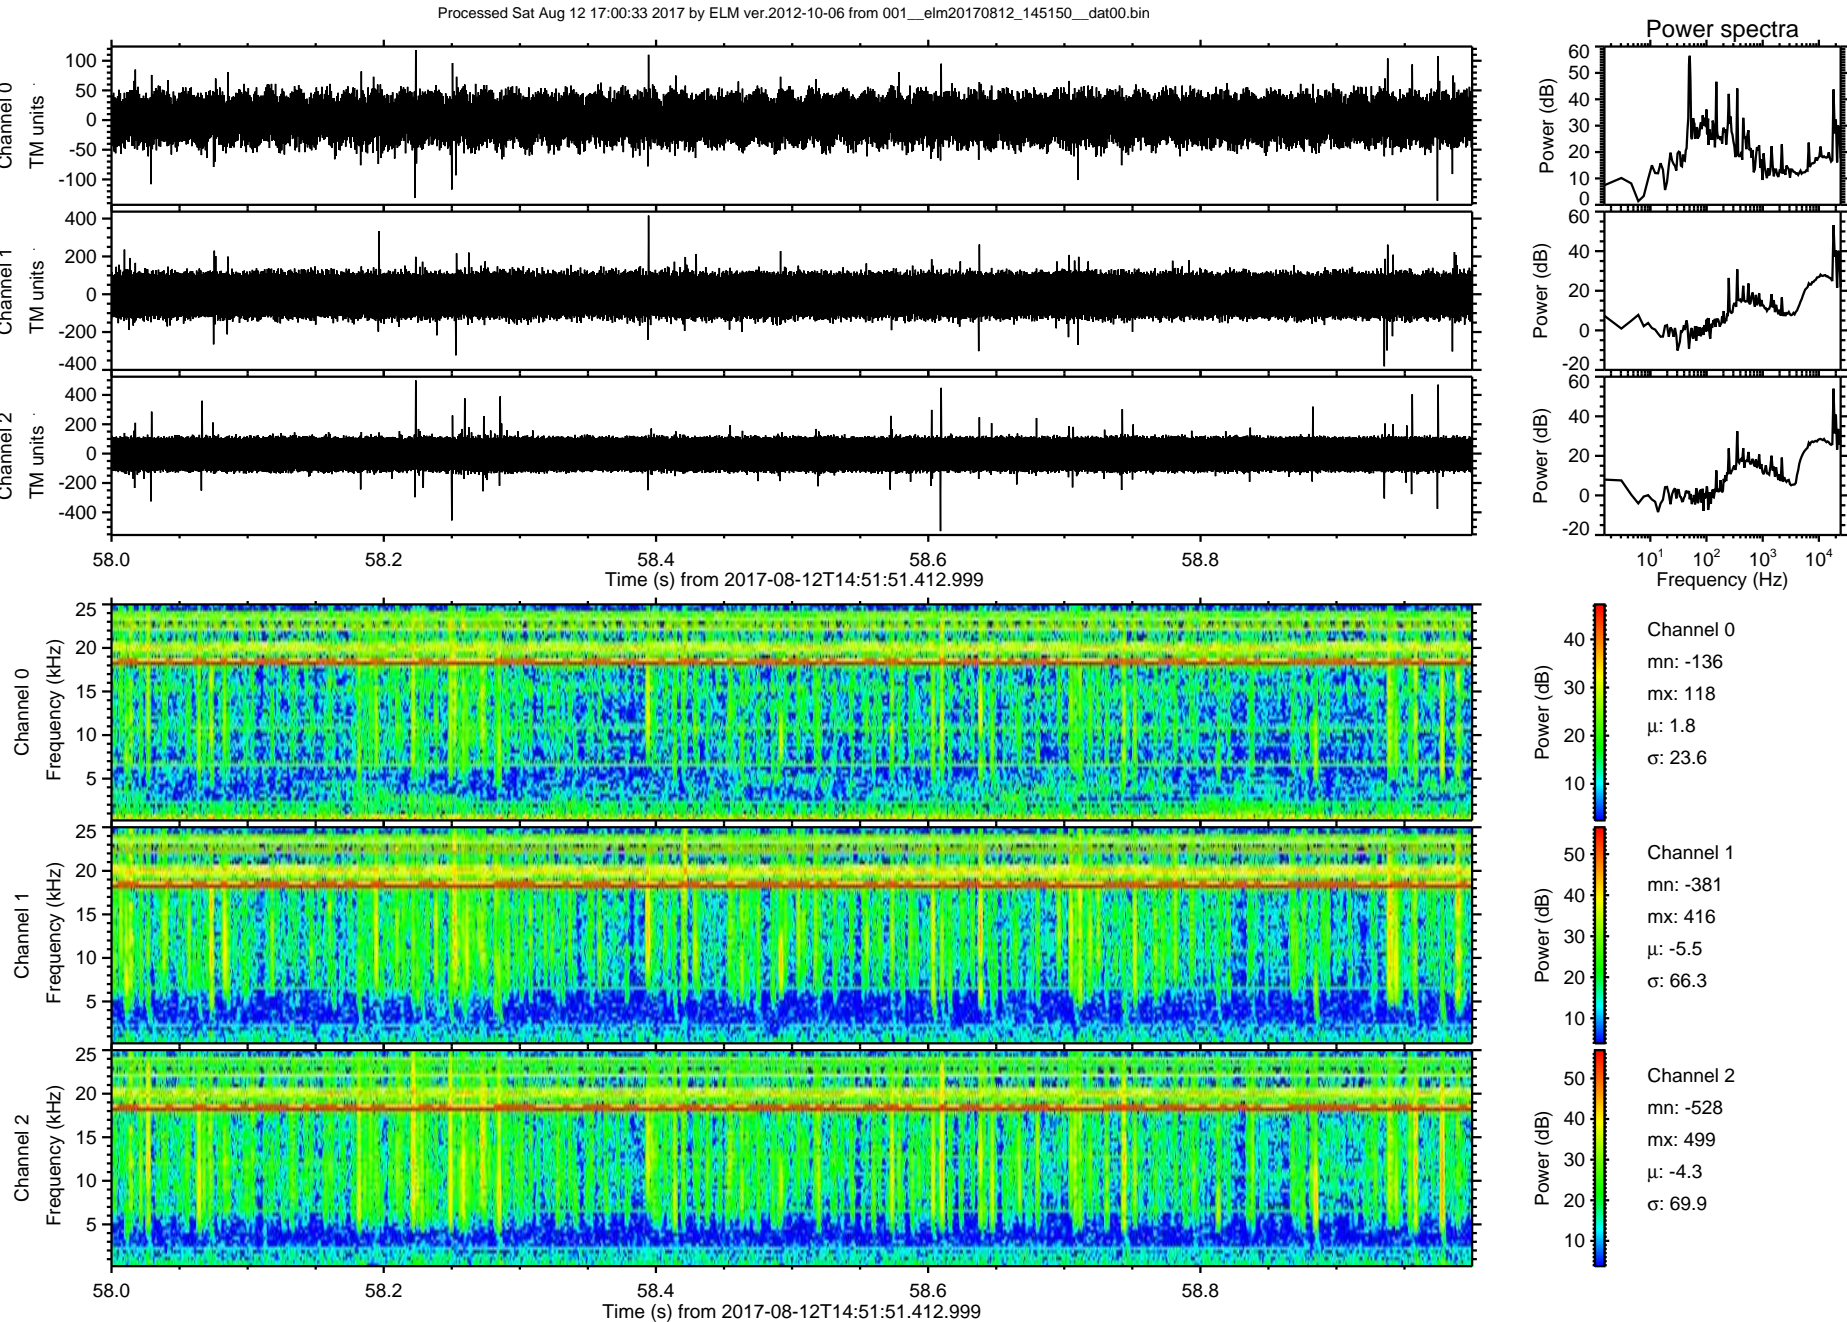 Processed Sat Aug 12 17:00:33 2017 by ELM ver.2012-10-06 from 001__elm20170812_145150__dat00.bin
Power spectra
Channel 0
TM units
100
50
0
-50
-100
Power (dB)
60
50
40
30
20
10
0
Channel 1
TM units
400
200
0
-200
-400
Power (dB)
60
40
20
0
-20
Channel 2
TM units
400
200
0
-200
-400
Power (dB)
60
40
20
0
-20
58.0 58.2 58.4 58.6 58.8
Time (s) from 2017-08-12T14:51:51.412.999
10^1 10^2 10^3 10^4
Frequency (Hz)
Channel 0
Frequency (kHz)
25
20
15
10
5
Power (dB)
40
30
20
10
Channel 0
mn: -136
mx: 118
μ: 1.8
σ: 23.6
Channel 1
Frequency (kHz)
25
20
15
10
5
Power (dB)
50
40
30
20
10
Channel 1
mn: -381
mx: 416
μ: -5.5
σ: 66.3
Channel 2
Frequency (kHz)
25
20
15
10
5
Power (dB)
50
40
30
20
10
Channel 2
mn: -528
mx: 499
μ: -4.3
σ: 69.9
58.0 58.2 58.4 58.6 58.8
Time (s) from 2017-08-12T14:51:51.412.999